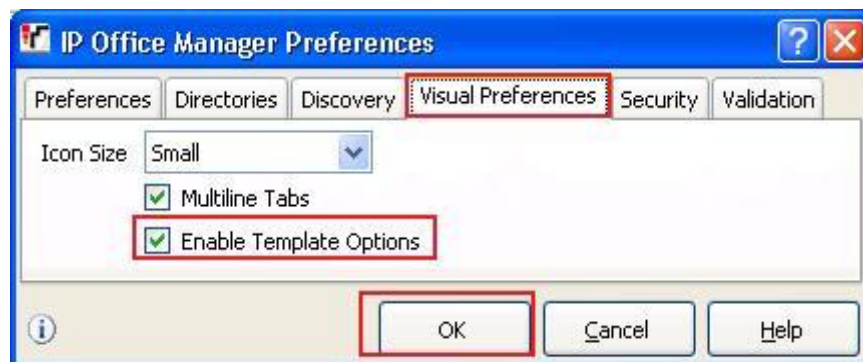 IP Office Manager Preferences
Preferences Directories Discovery Visual Preferences Security Validation
Icon Size Small
Multiline Tabs
Enable Template Options
OK Cancel Help